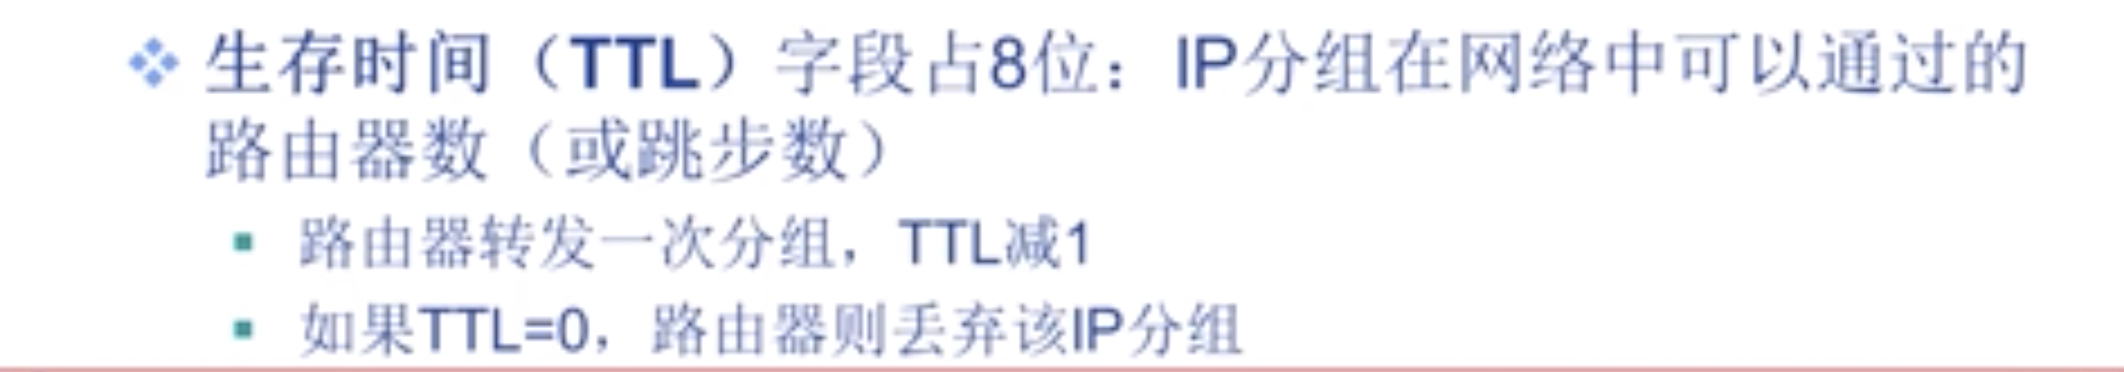 生存时间（TTL）字段占8位：IP分组在网络中可以通过的
路由器数（或跳步数）
路由器转发一次分组，TTL减1
如果TTL=0，路由器则丢弃该IP分组